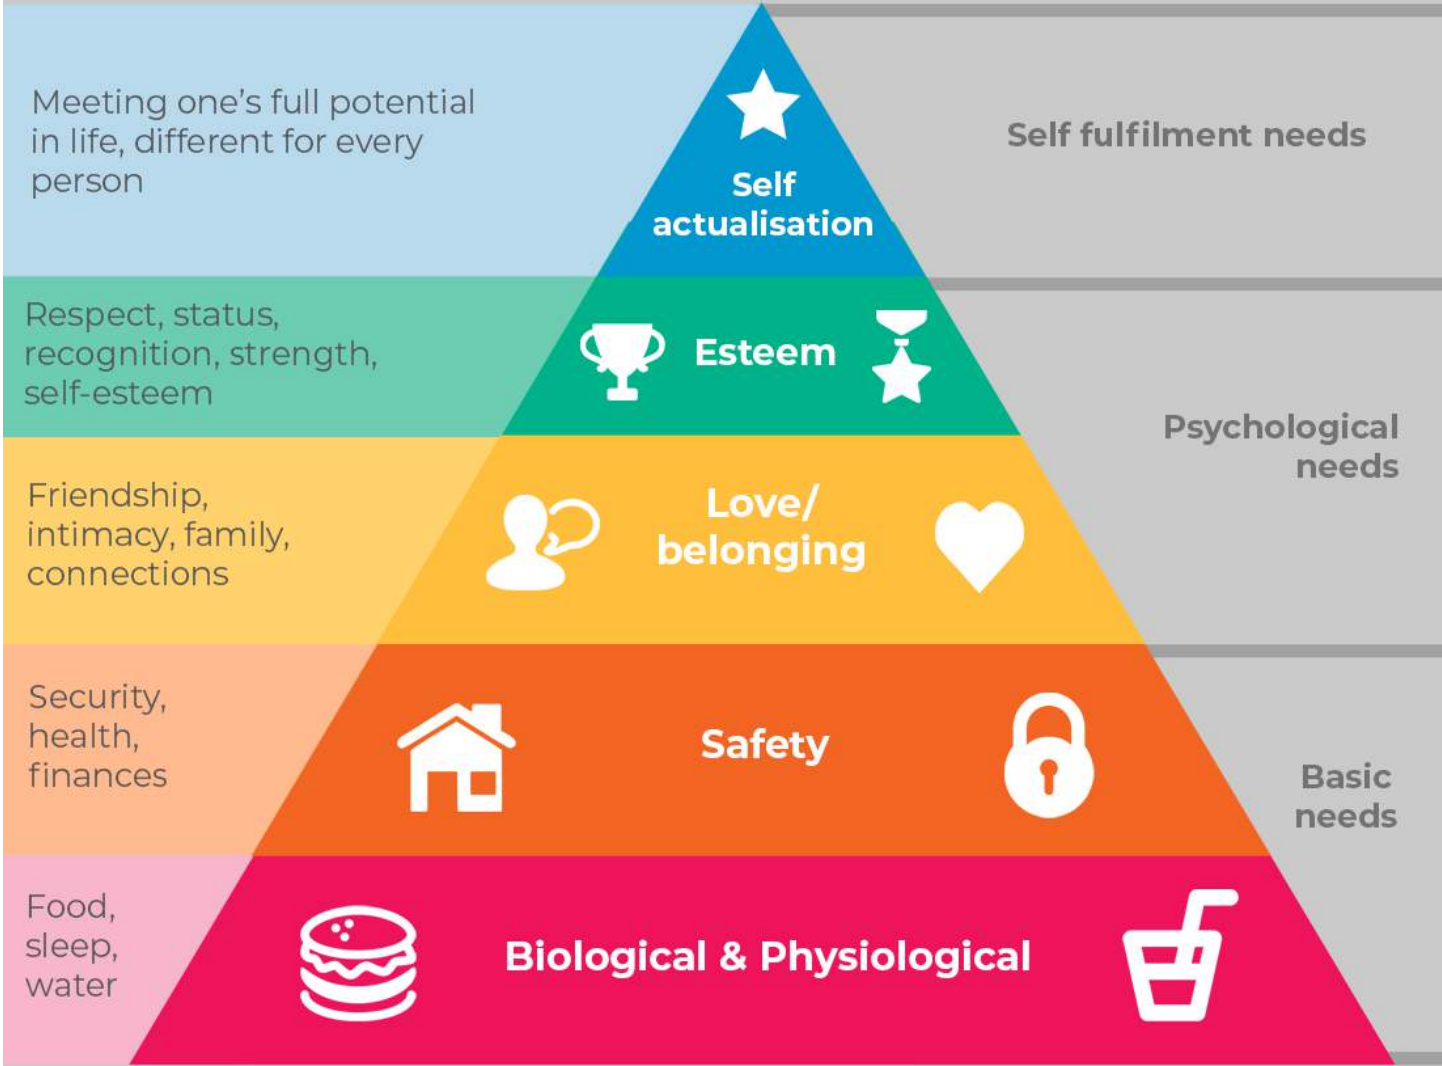 Meeting one’s full potential
in life, different for every
person
Self
actualisation
Self fulfilment needs
Respect, status,
recognition, strength,
self-esteem
Esteem
Psychological
needs
Friendship,
intimacy, family,
connections
Love/
belonging
Security,
health,
finances
Safety
Basic
needs
Food,
sleep,
water
Biological & Physiological